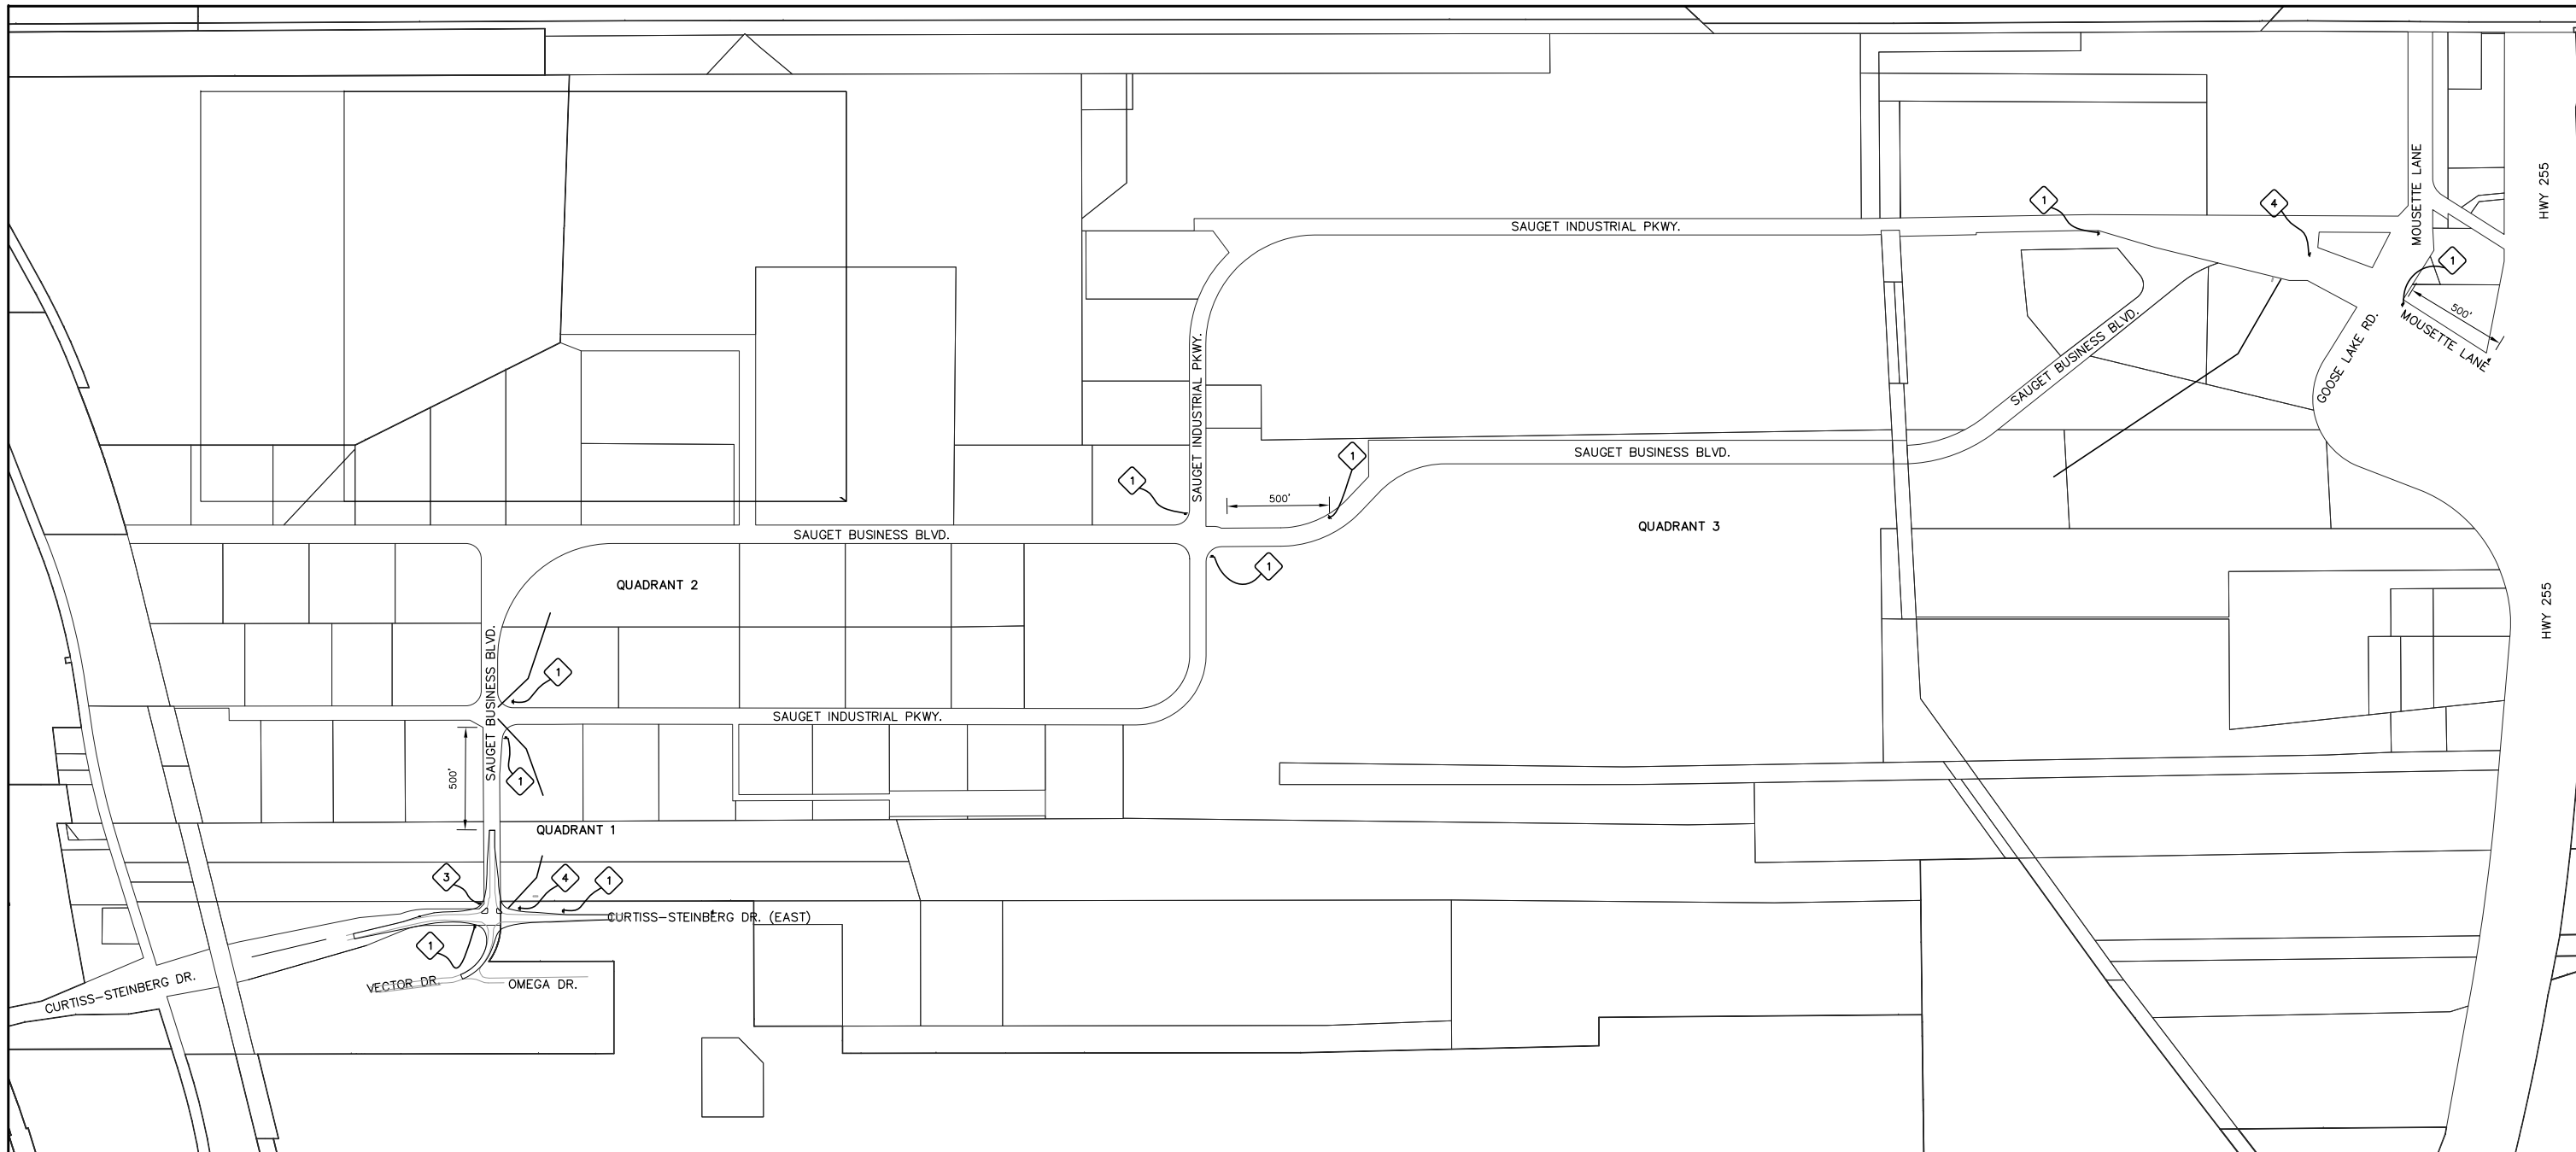 MOUSETTE LANE
HWY 255
1
4
SAUGET INDUSTRIAL PKWY.
1
500'
MOUSETTE LANE
GOOSE LAKE RD.
SAUGET BUSINESS BLVD.
SAUGET INDUSTRIAL PKWY.
1
1
500'
SAUGET BUSINESS BLVD.
QUADRANT 3
SAUGET BUSINESS BLVD.
1
QUADRANT 2
HWY 255
SAUGET BUSINESS BLVD.
1
SAUGET INDUSTRIAL PKWY.
500'
1
QUADRANT 1
3
4
1
CURTISS-STEINBERG DR. (EAST)
1
CURTISS-STEINBERG DR.
VECTOR DR.
OMEGA DR.